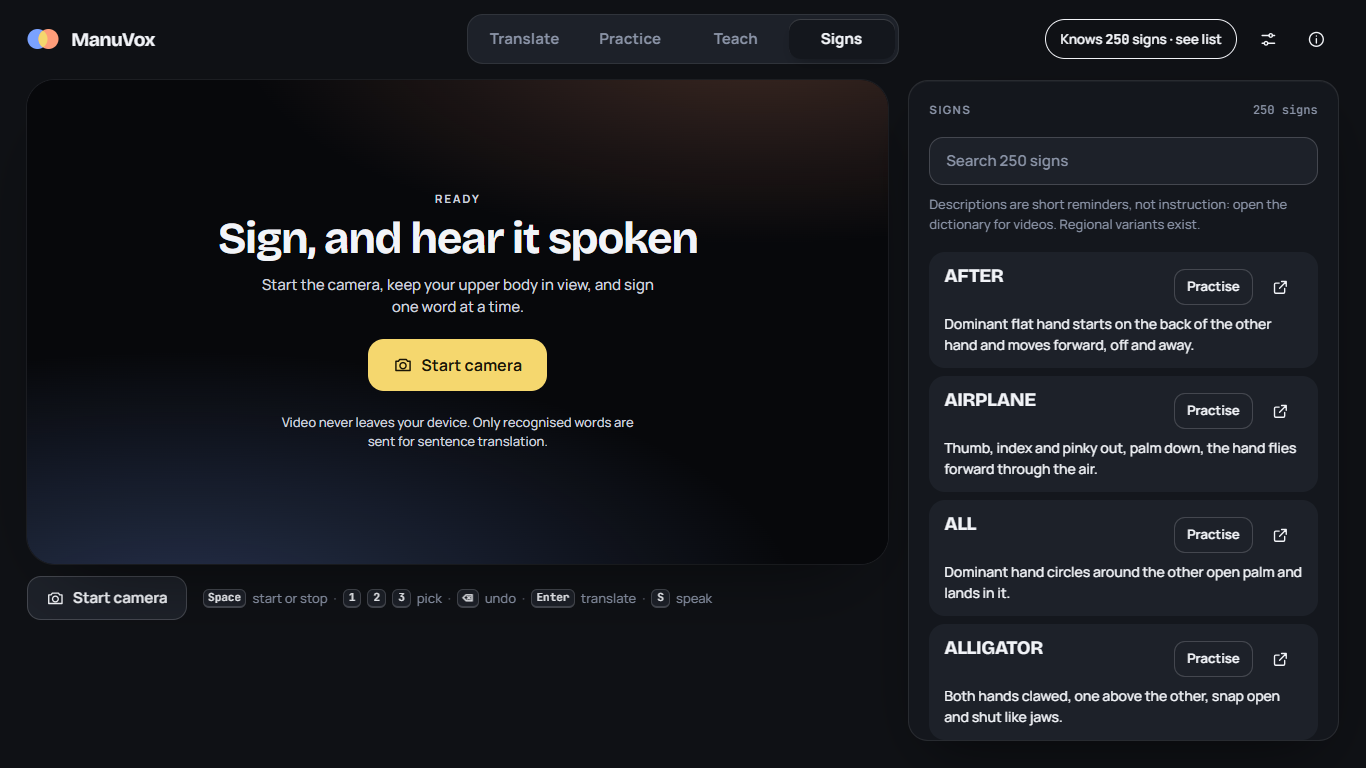 ManuVox
Translate Practice Teach Signs
Knows 250 signs · see list
READY
Sign, and hear it spoken
Start the camera, keep your upper body in view, and sign
one word at a time.
Start camera
Video never leaves your device. Only recognised words are
sent for sentence translation.
Start camera
Space start or stop · 1 2 3 pick · ⌫ undo · Enter translate · S speak
SIGNS 250 signs
Search 250 signs
Descriptions are short reminders, not instruction: open the
dictionary for videos. Regional variants exist.
AFTER
Practise
Dominant flat hand starts on the back of the other
hand and moves forward, off and away.
AIRPLANE
Practise
Thumb, index and pinky out, palm down, the hand flies
forward through the air.
ALL
Practise
Dominant hand circles around the other open palm and
lands in it.
ALLIGATOR
Practise
Both hands clawed, one above the other, snap open
and shut like jaws.